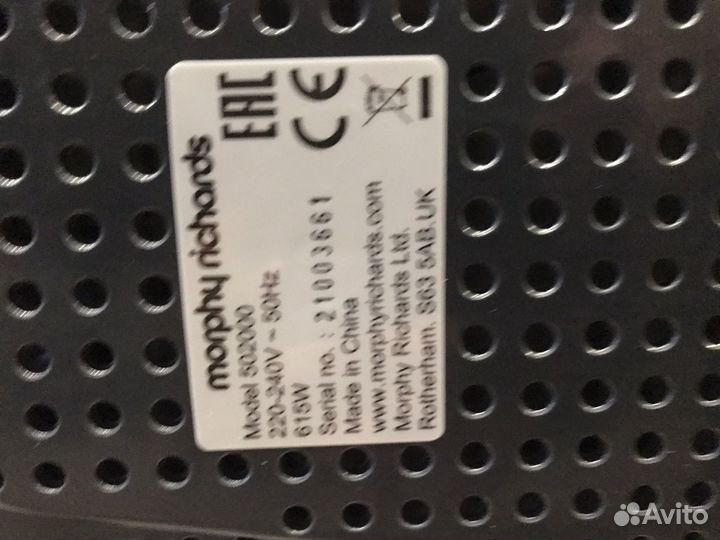 morphy richards
Model 502000
220-240V ~ 50Hz
615W
Serial no. : 21003661
Made in China
www.morphyrichards.com
Morphy Richards Ltd.
Rotherham. S63 5AB.UK
EAC
CE
Avito